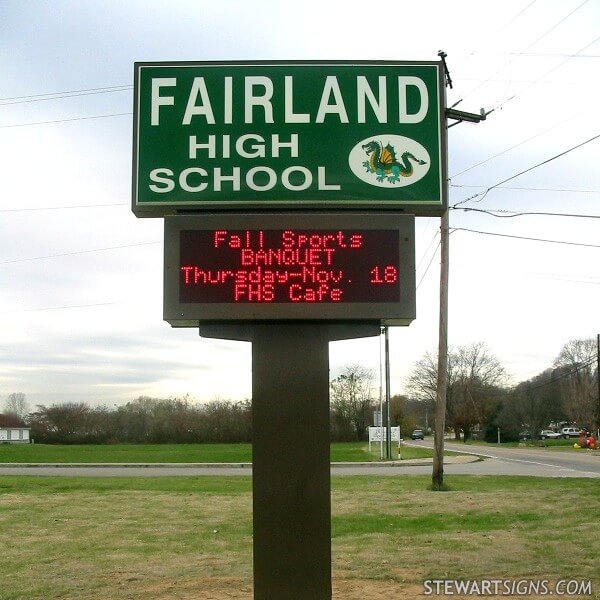 FAIRLAND
HIGH
SCHOOL
Fall Sports
BANQUET
Thursday-Nov. 18
FHS Cafe
STEWARTSIGNS.COM